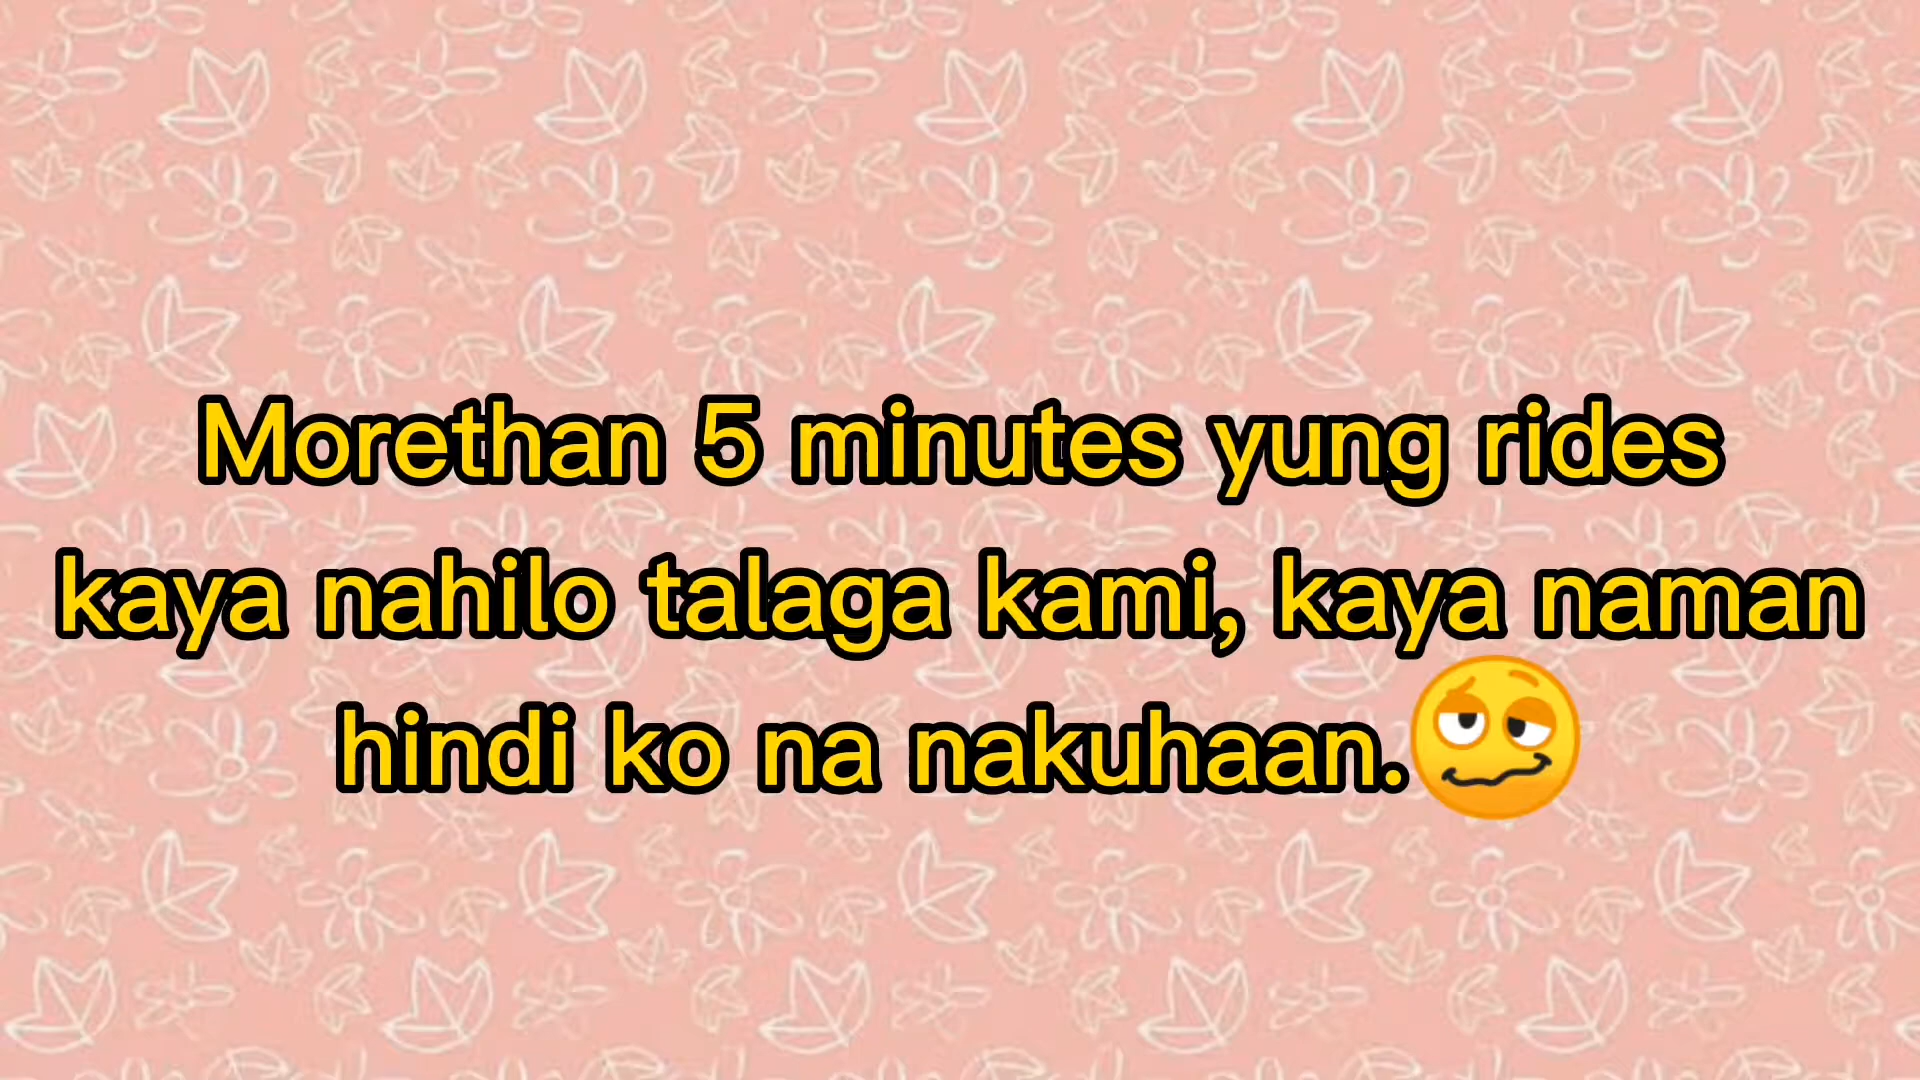 Morethan 5 minutes yung rides
kaya nahilo talaga kami, kaya naman
hindi ko na nakuhaan.🥴